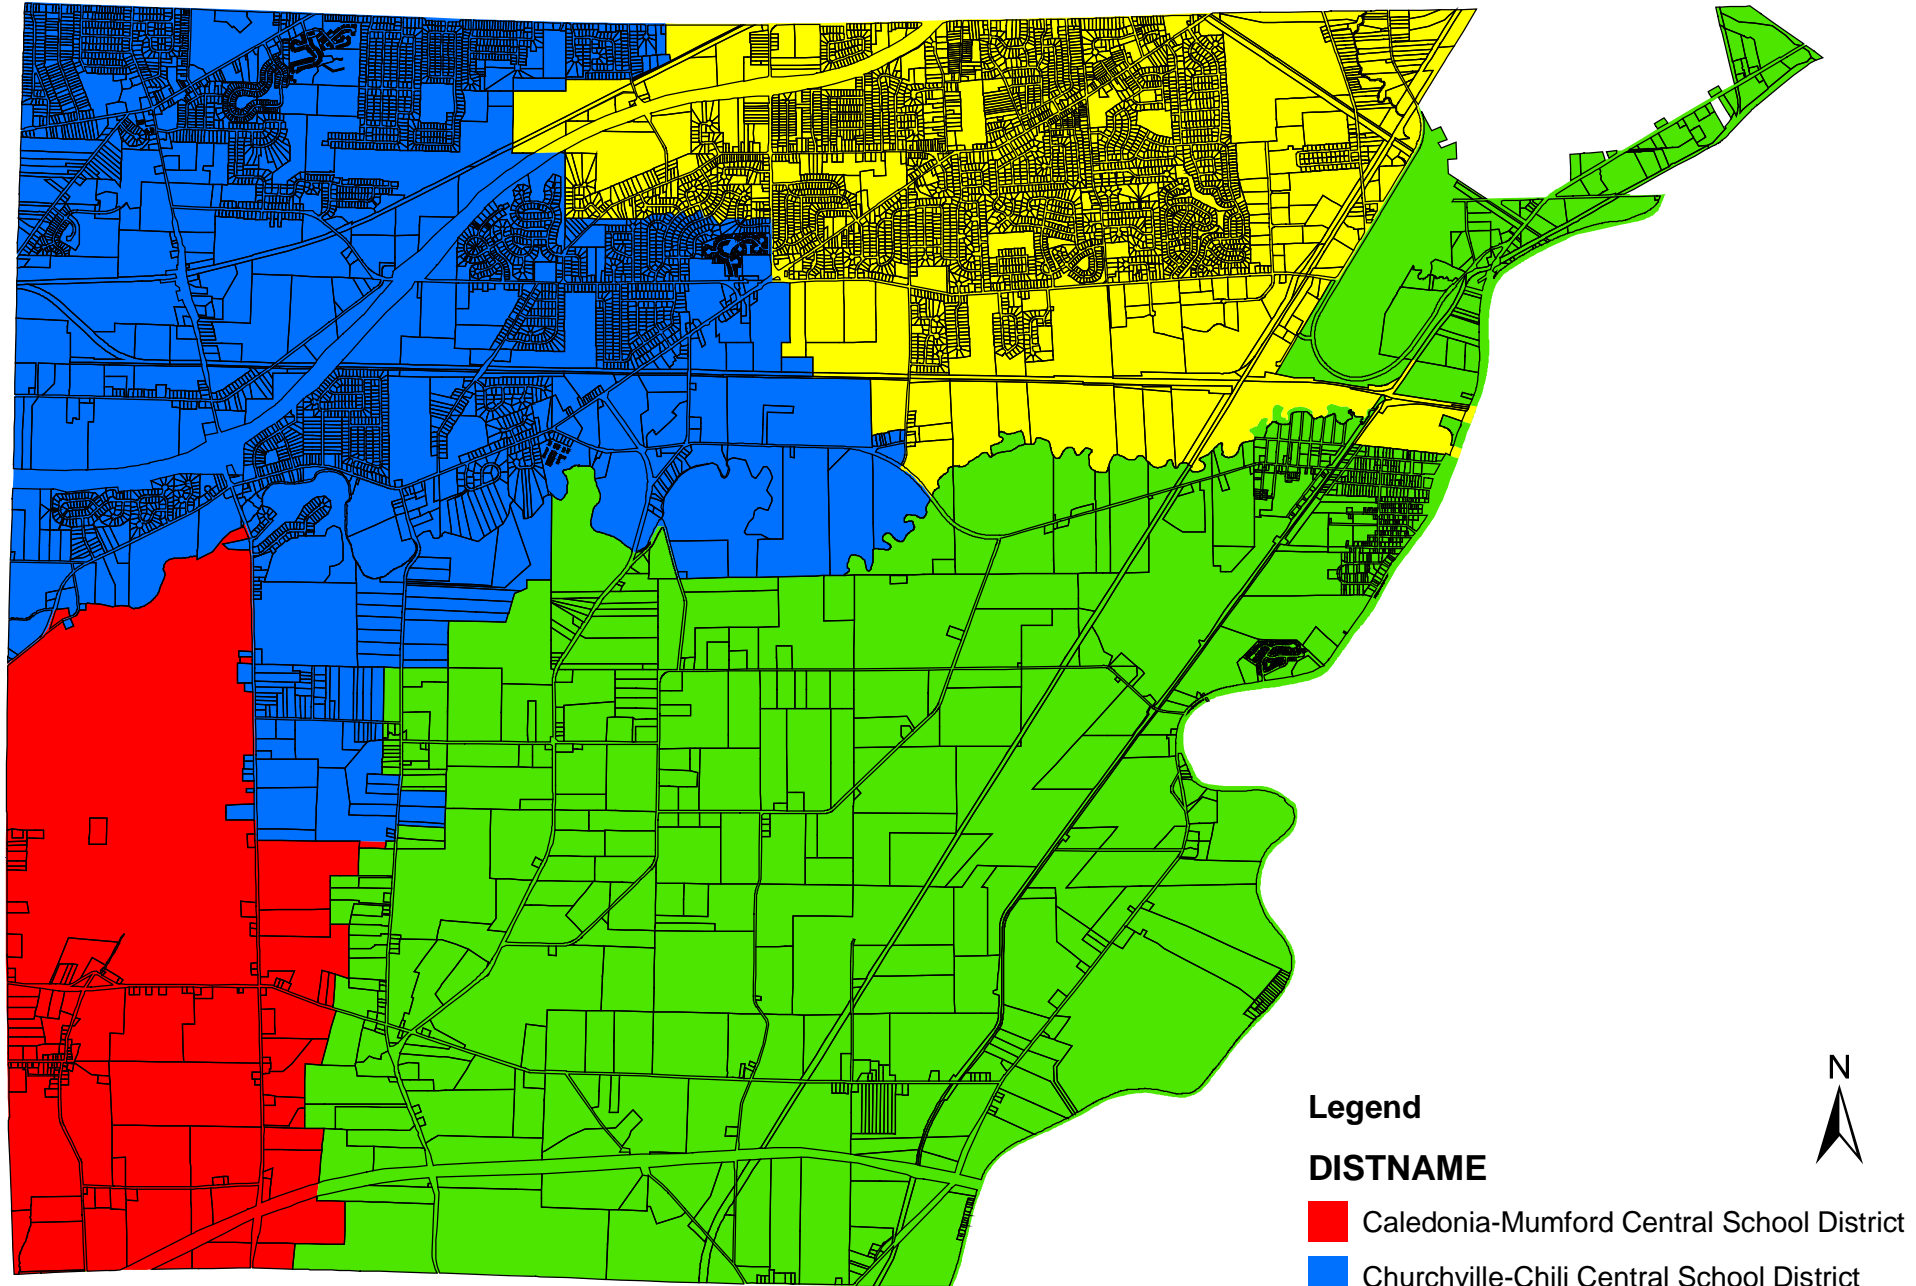 N
Legend
DISTNAME
Caledonia-Mumford Central School District
Churchville-Chili Central School District